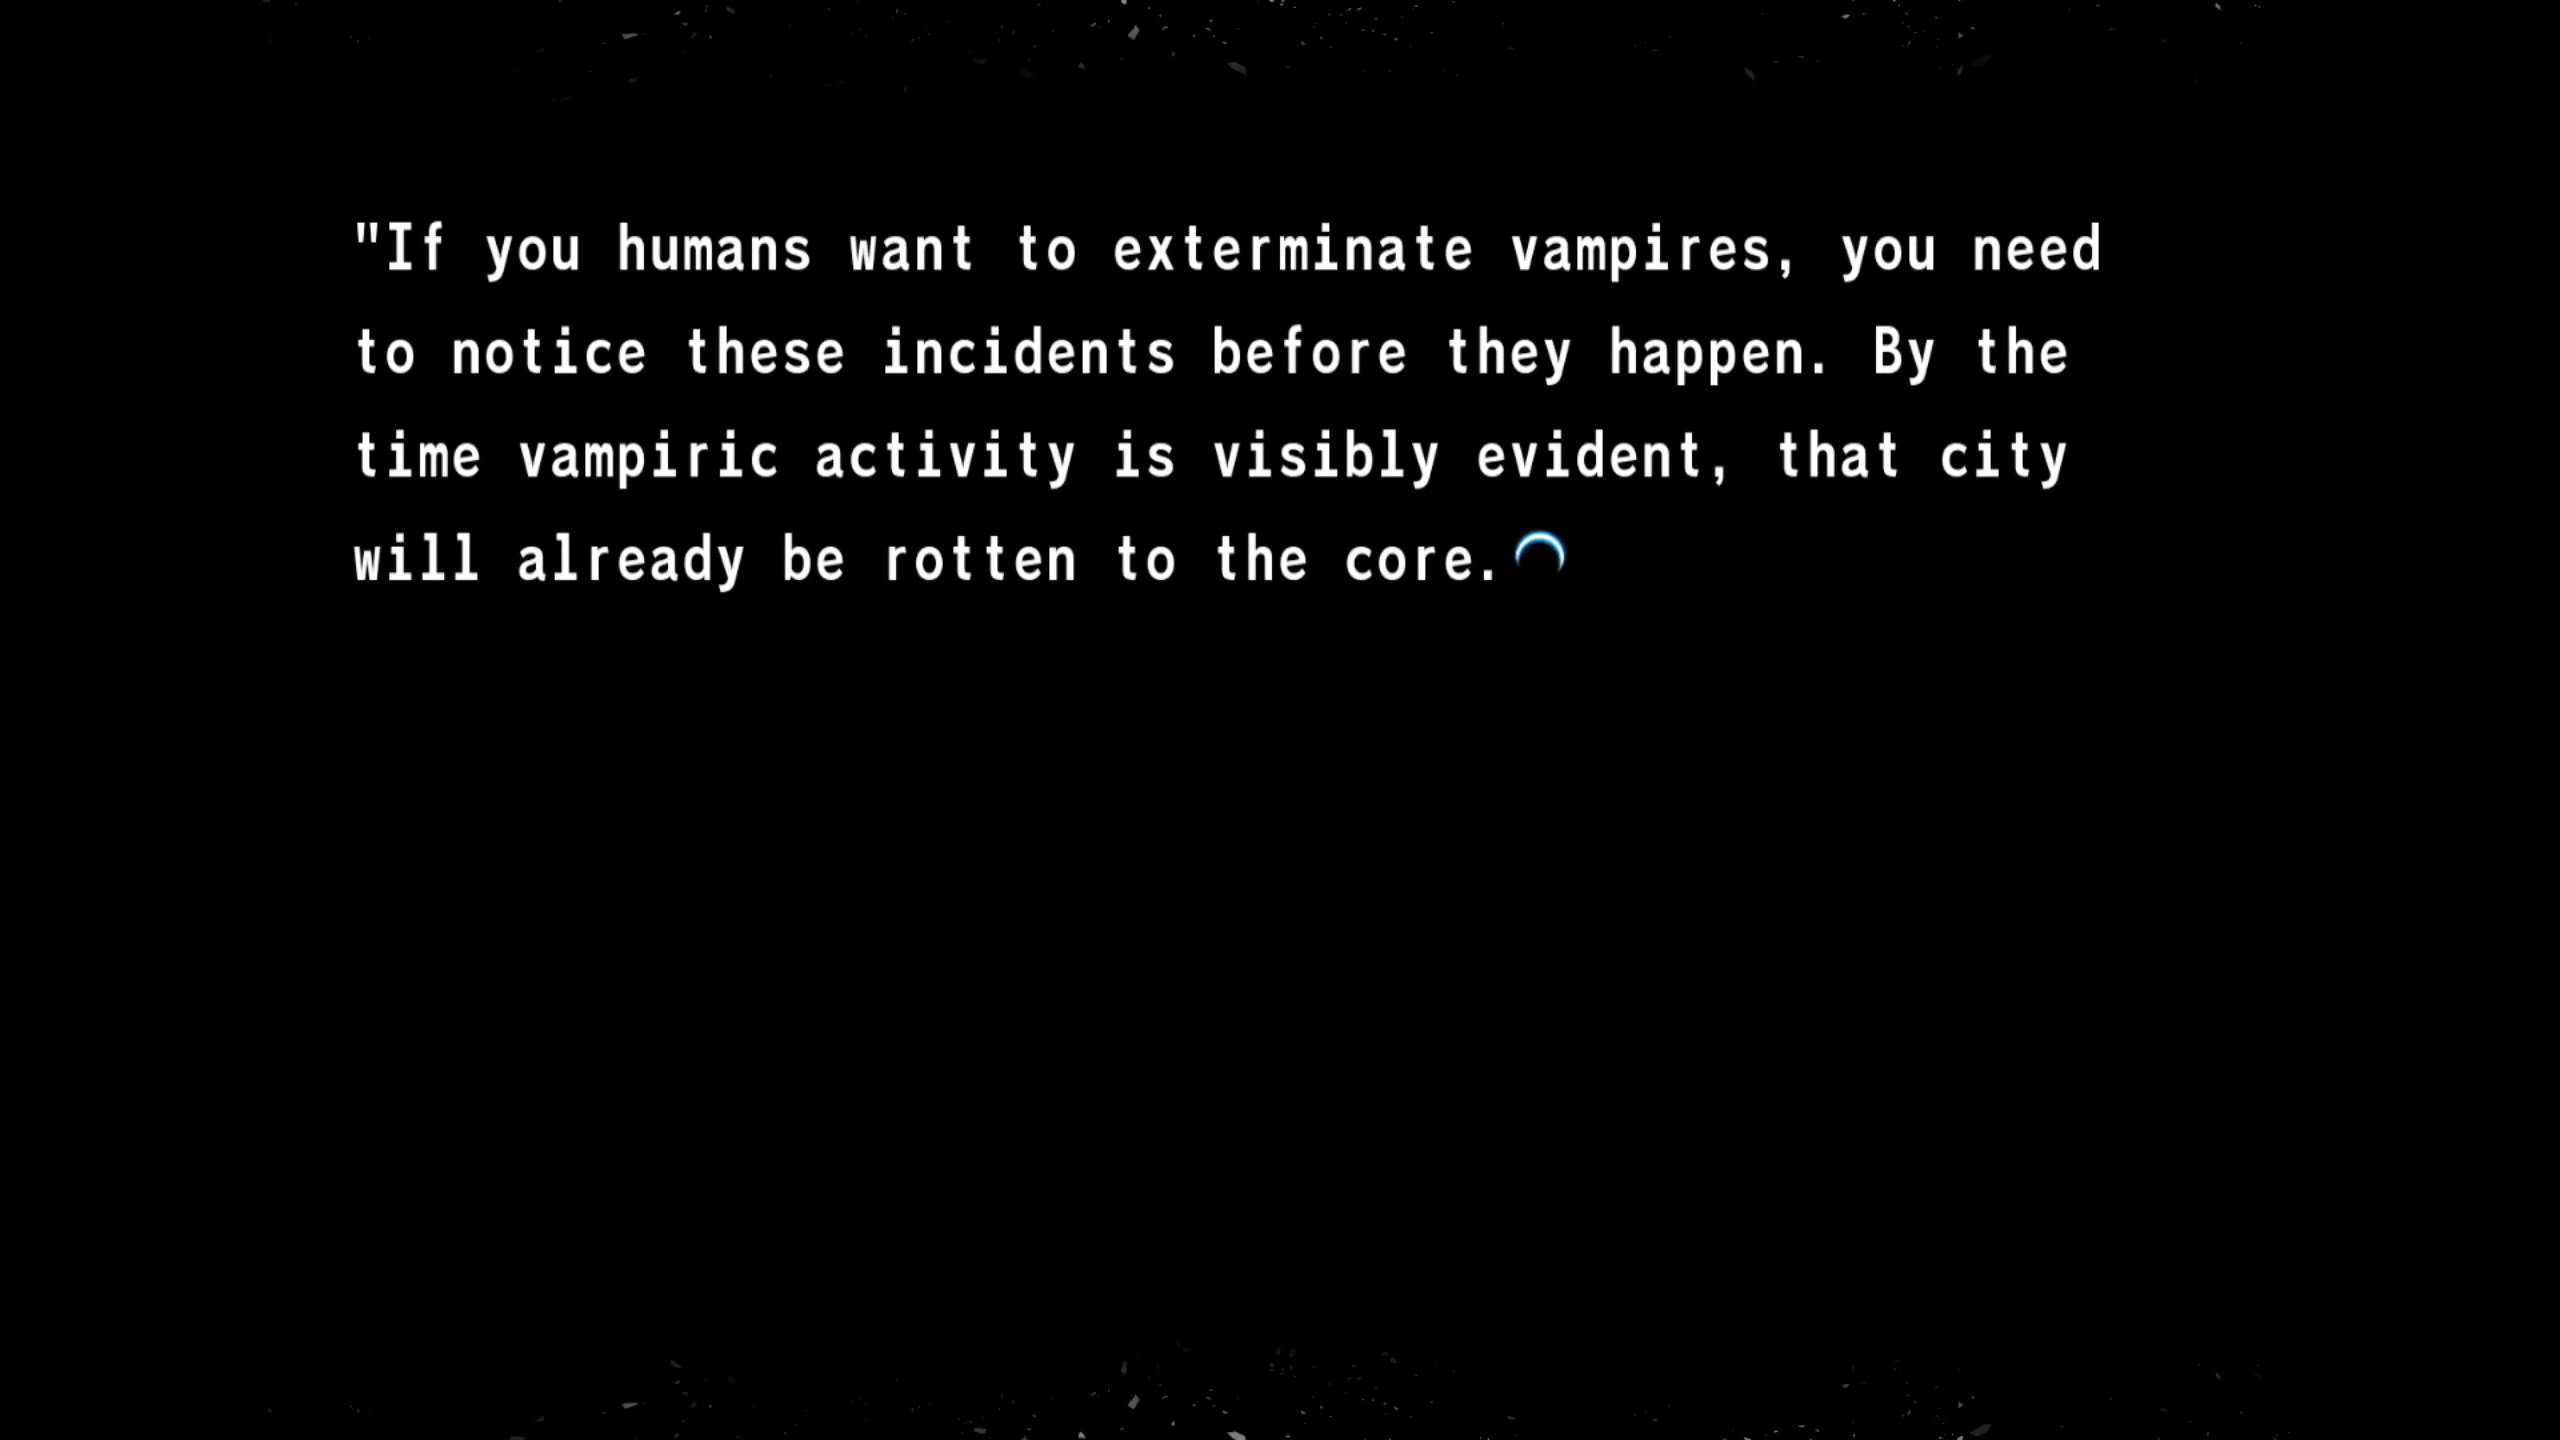 "If you humans want to exterminate vampires, you need
to notice these incidents before they happen. By the
time vampiric activity is visibly evident, that city
will already be rotten to the core.